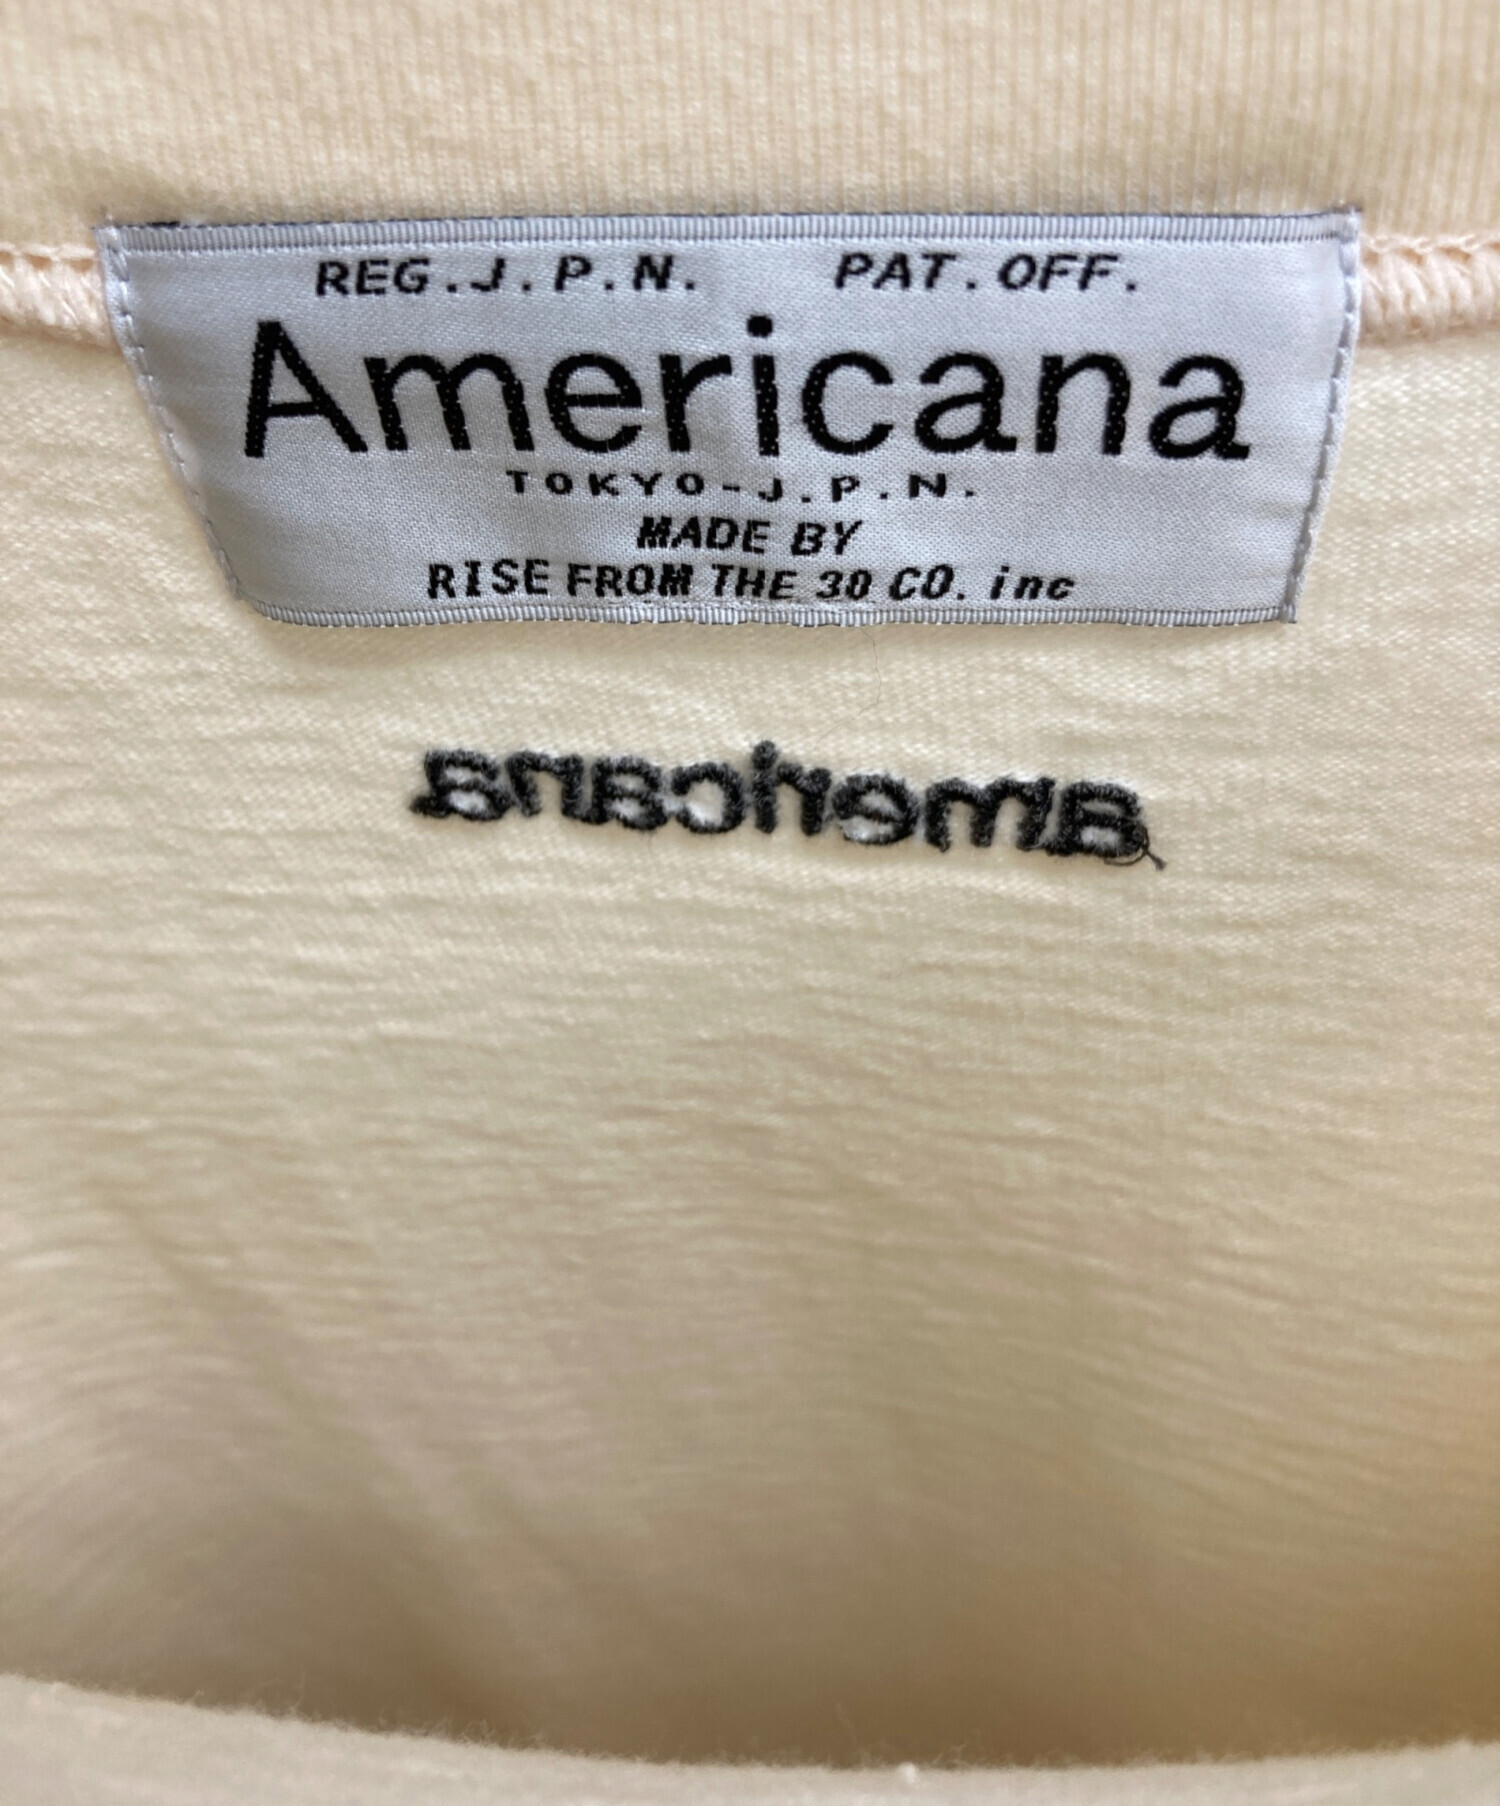 REG.J.P.N. PAT.OFF.
Americana
TOKYO-J.P.N.
MADE BY
RISE FROM THE 30 CO. inc
americana